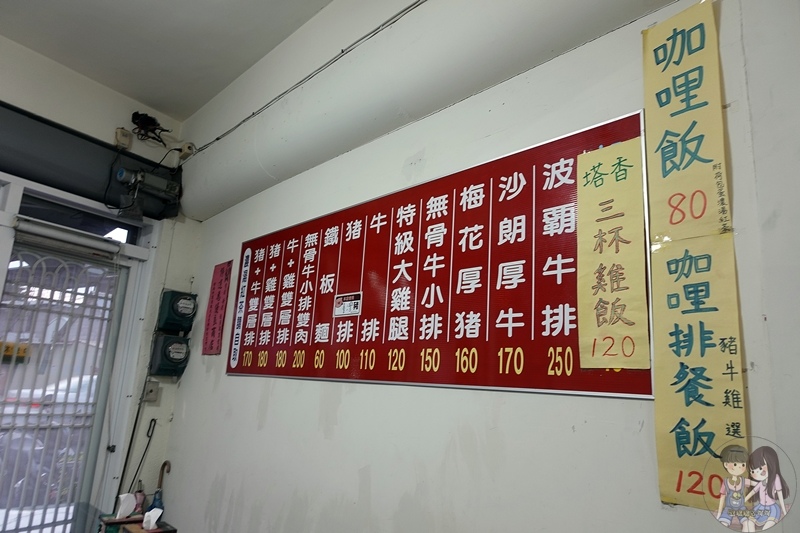 咖哩飯
80
咖哩排餐飯
豬牛雞選
120
塔香
三杯雞飯
120
波霸牛排
250
沙朗厚牛
170
梅花厚豬
160
無骨牛小排
150
特級大雞腿
120
牛排
110
豬排
100
鐵板麵
60
無骨牛小排雙肉
200
牛+雞雙層排
180
豬+雞雙層排
180
豬+牛雙層排
170